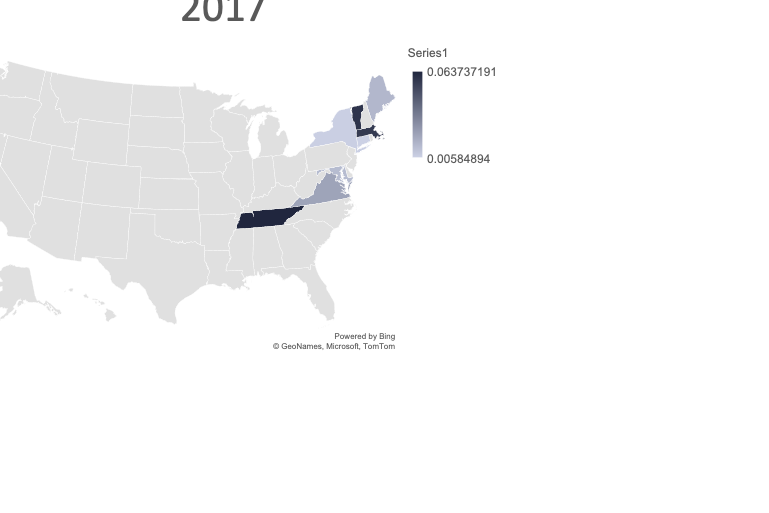 2017
Series1
0.063737191
0.00584894
Powered by Bing
© GeoNames, Microsoft, TomTom